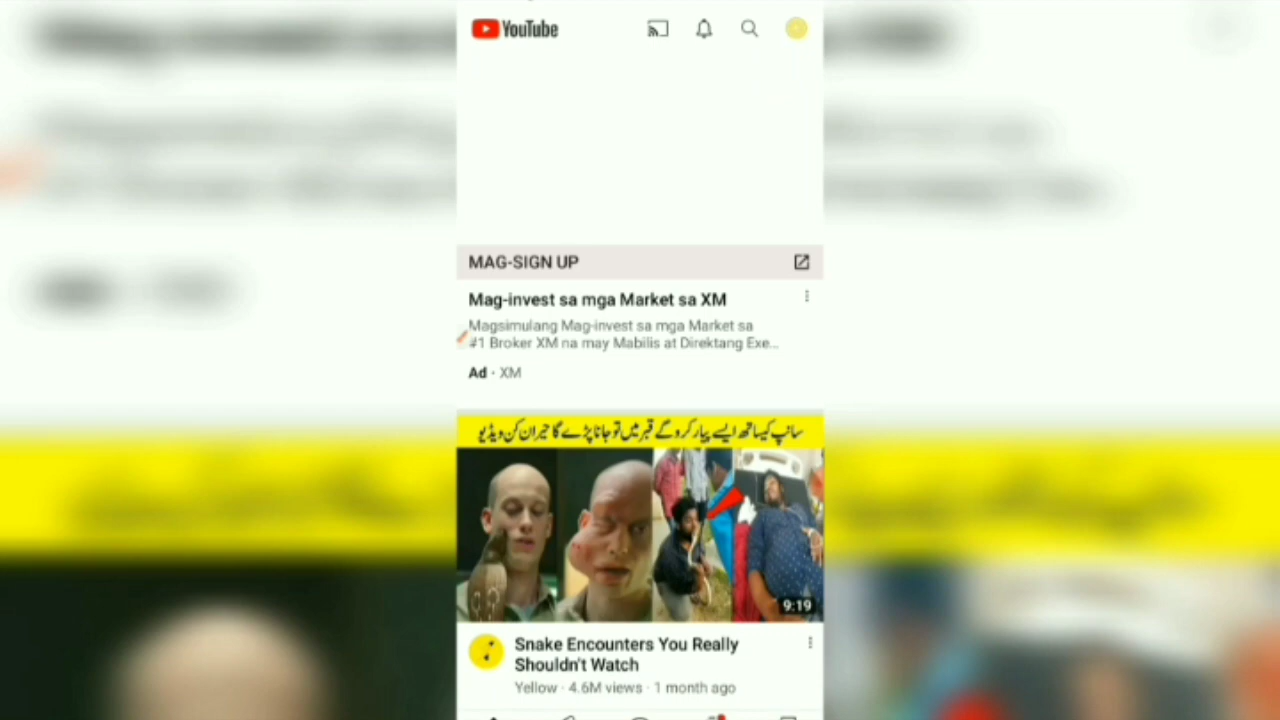 YouTube
MAG-SIGN UP
Mag-invest sa mga Market sa XM
Magsimulang Mag-invest sa mga Market sa
#1 Broker XM na may Mabilis at Direktang Exe...
Ad · XM
سانپ کیساتھ ایسے پیار کرو گے قبر میں تو جانا پڑے گا حیران کن ویڈیو
9:19
Snake Encounters You Really
Shouldn't Watch
Yellow · 4.6M views · 1 month ago